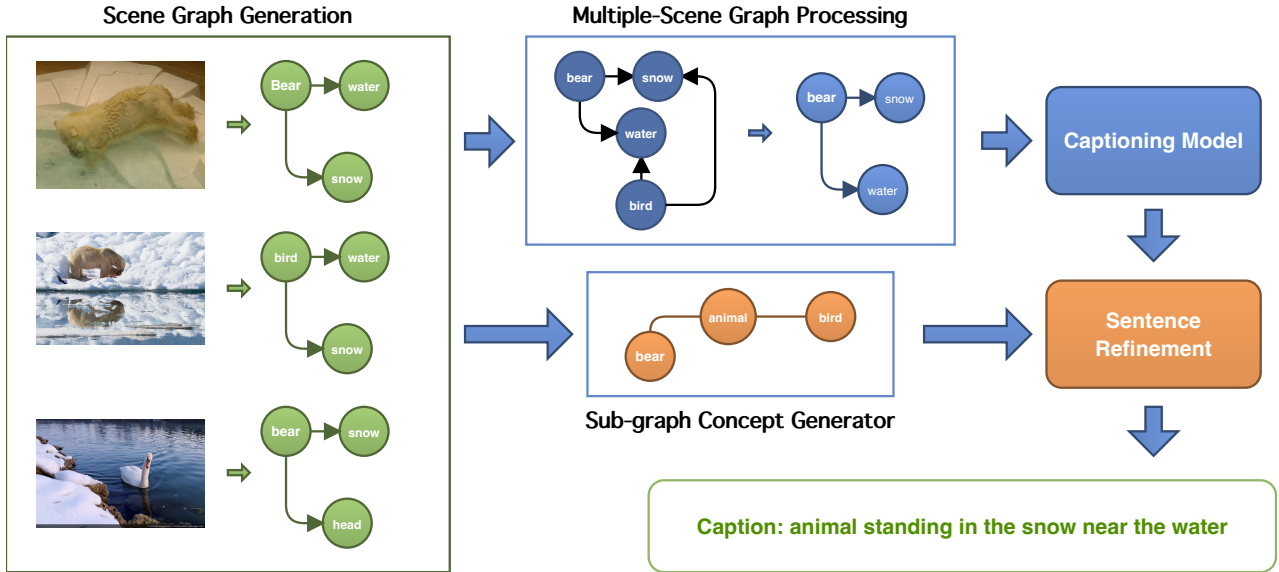 Scene Graph Generation
Multiple-Scene Graph Processing
Bear
water
snow
bird
water
snow
bear
snow
head
bear
snow
water
bird
bear
snow
water
Captioning Model
animal
bird
bear
Sub-graph Concept Generator
Sentence
Refinement
Caption: animal standing in the snow near the water